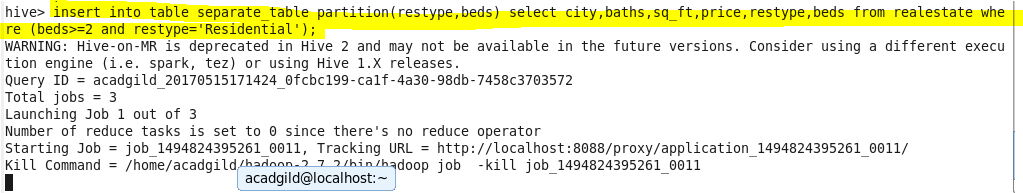 hive> insert into table separate_table partition(restype,beds) select city,baths,sq_ft,price,restype,beds from realestate whe
re (beds>=2 and restype='Residential');
WARNING: Hive-on-MR is deprecated in Hive 2 and may not be available in the future versions. Consider using a different execu
tion engine (i.e. spark, tez) or using Hive 1.X releases.
Query ID = acadgild_20170515171424_0fcbc199-ca1f-4a30-98db-7458c3703572
Total jobs = 3
Launching Job 1 out of 3
Number of reduce tasks is set to 0 since there's no reduce operator
Starting Job = job_1494824395261_0011, Tracking URL = http://localhost:8088/proxy/application_1494824395261_0011/
Kill Command = /home/acadgild/hadoop-2.7.2/bin/hadoop job  -kill job_1494824395261_0011
acadgild@localhost:~